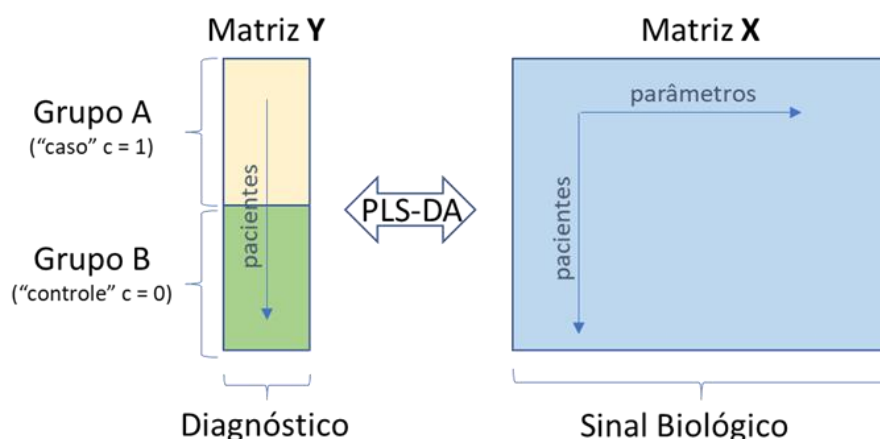 Matriz Y
Grupo A
(“caso” c = 1)
Grupo B
(“controle” c = 0)
pacientes
Diagnóstico
PLS-DA
Matriz X
parâmetros
pacientes
Sinal Biológico